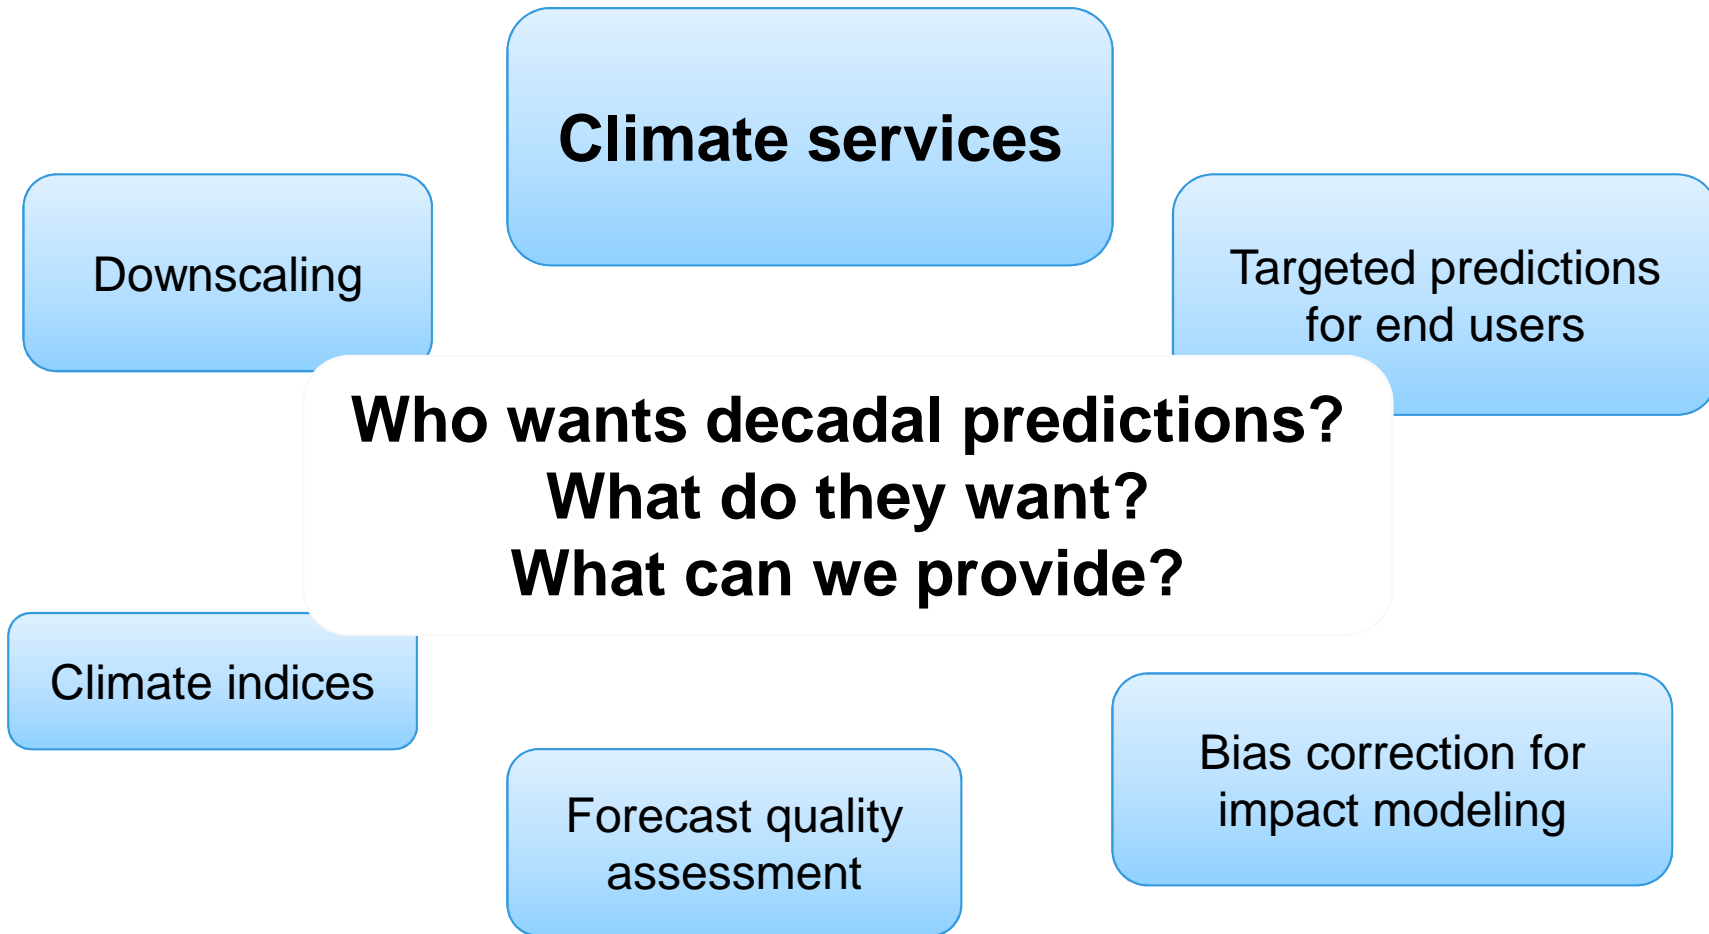 Climate services
Downscaling
Targeted predictions
for end users
Who wants decadal predictions?
What do they want?
What can we provide?
Climate indices
Bias correction for
impact modeling
Forecast quality
assessment